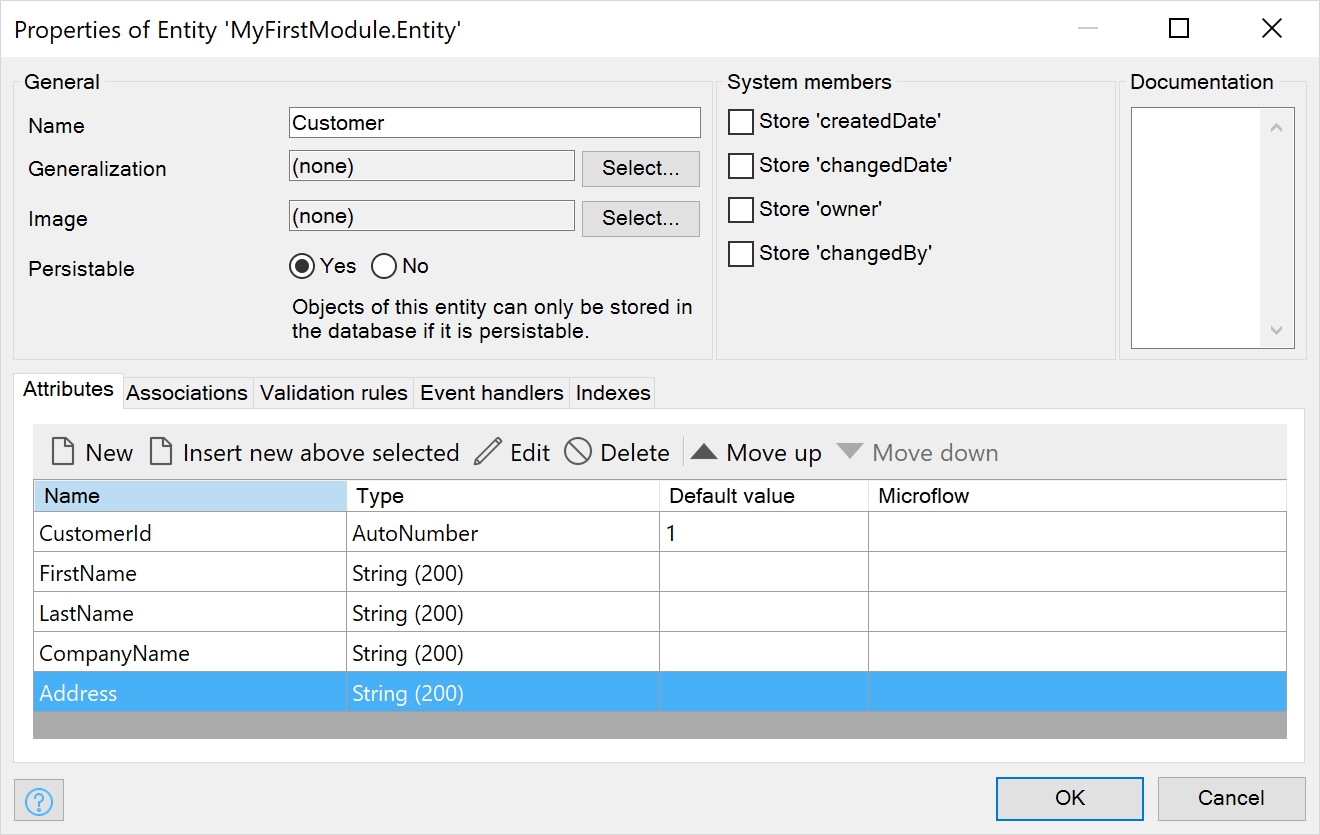 Properties of Entity 'MyFirstModule.Entity'
General
Name Customer
Generalization (none) Select...
Image (none) Select...
Persistable Yes No
Objects of this entity can only be stored in
the database if it is persistable.
System members
Store 'createdDate'
Store 'changedDate'
Store 'owner'
Store 'changedBy'
Documentation
Attributes Associations Validation rules Event handlers Indexes
New Insert new above selected Edit Delete Move up Move down
Name Type Default value Microflow
CustomerId AutoNumber 1
FirstName String (200)
LastName String (200)
CompanyName String (200)
Address String (200)
? OK Cancel